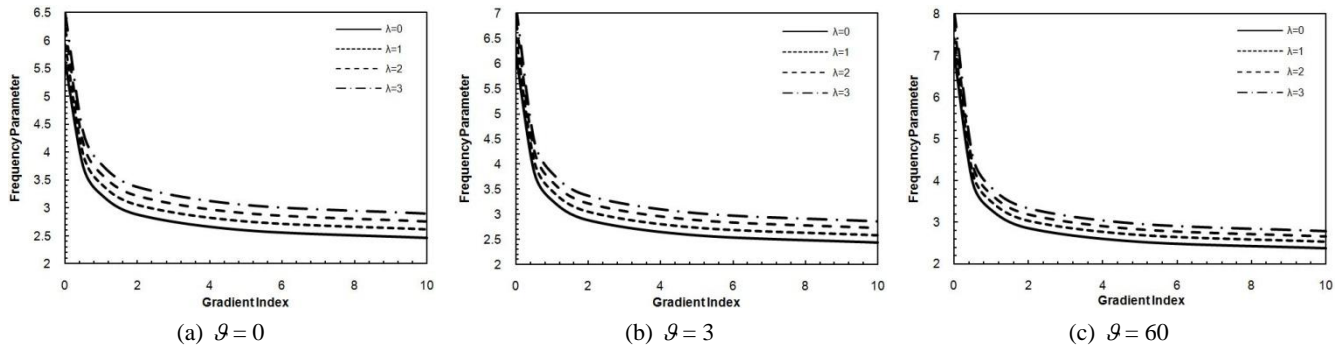 6.5
6
5.5
5
4.5
4
3.5
3
2.5
2
Frequency Parameter
0 2 4 6 8 10
Gradient Index
λ=0
λ=1
λ=2
λ=3
(a) 𝜗 = 0
7
6.5
6
5.5
5
4.5
4
3.5
3
2.5
2
Frequency Parameter
0 2 4 6 8 10
Gradient Index
λ=0
λ=1
λ=2
λ=3
(b) 𝜗 = 3
8
7
6
5
4
3
2
Frequency Parameter
0 2 4 6 8 10
Gradient Index
λ=0
λ=1
λ=2
λ=3
(c) 𝜗 = 60